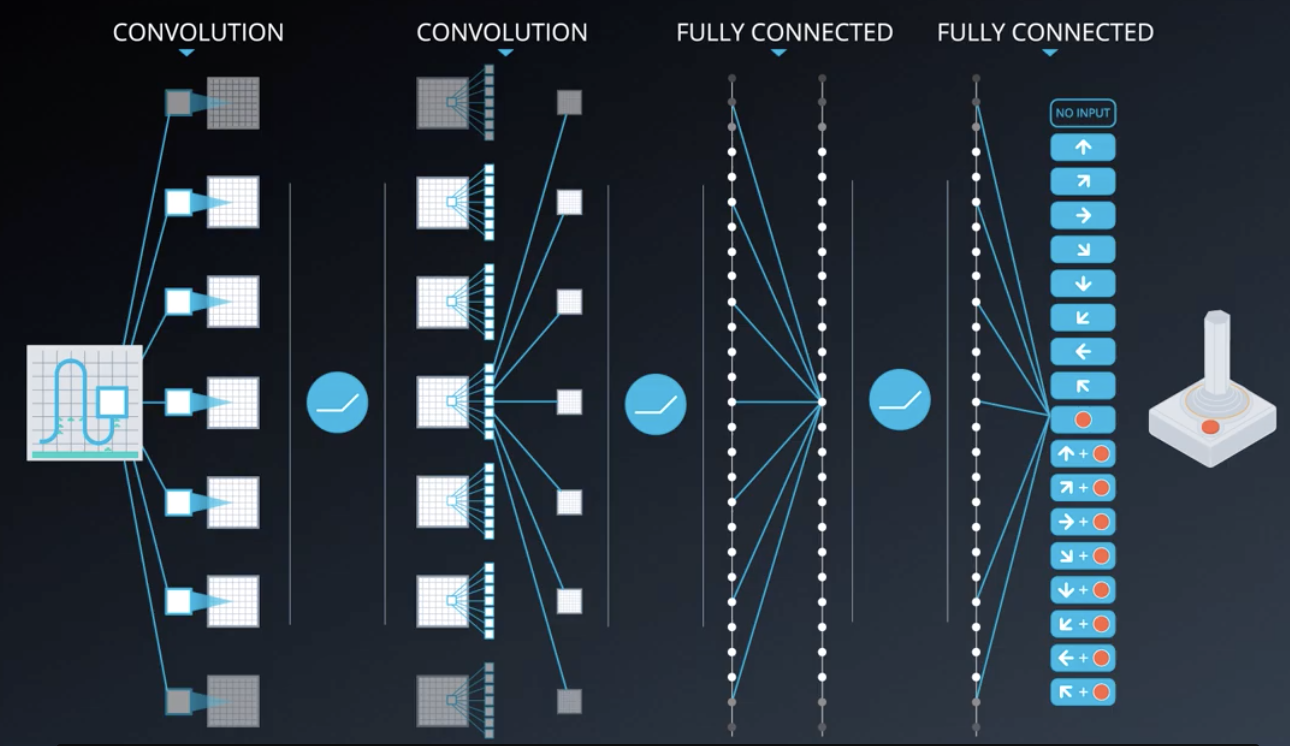 CONVOLUTION
CONVOLUTION
FULLY CONNECTED
FULLY CONNECTED
NO INPUT
+
+
+
+
+
+
+
+